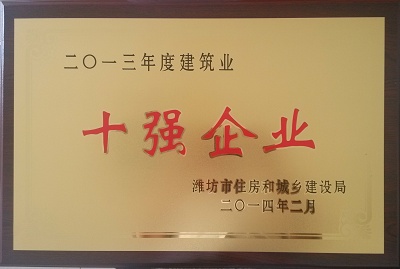 二〇一三年度建筑业
十强企业
潍坊市住房和城乡建设局
二〇一四年二月